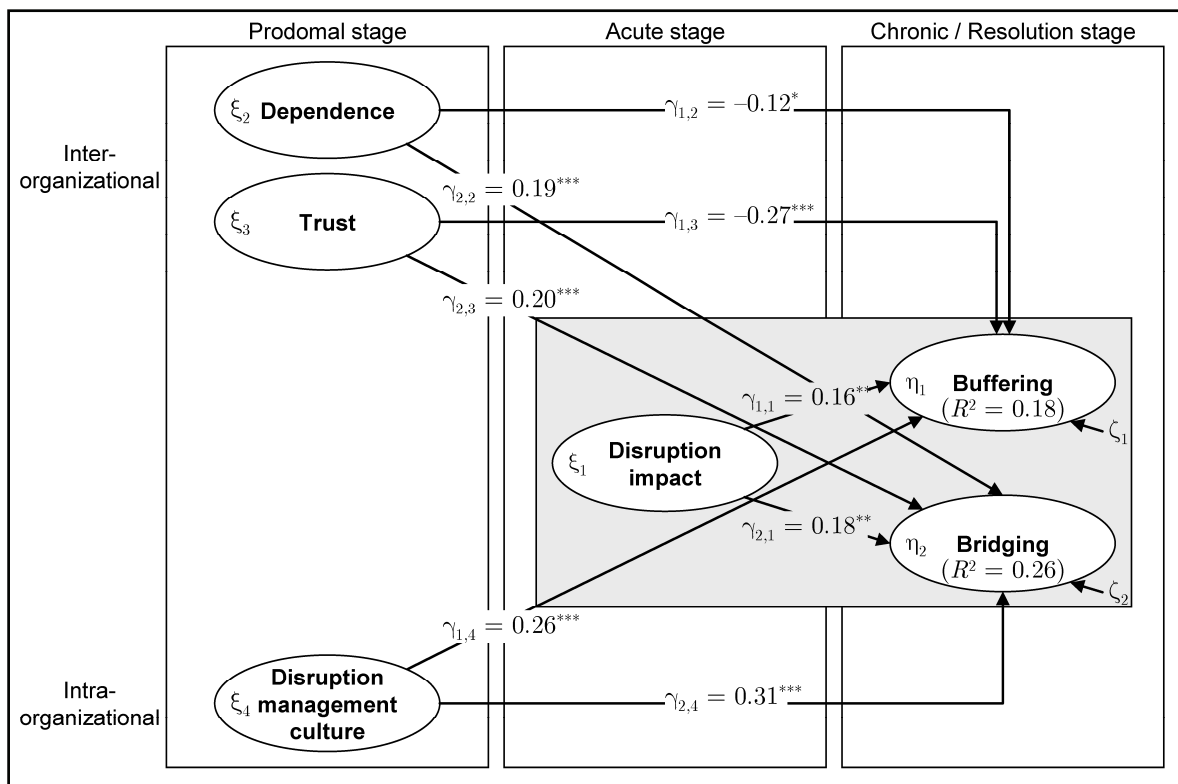 Prodomal stage
Acute stage
Chronic / Resolution stage
Inter-
organizational
ξ2 Dependence
γ1,2 = –0.12*
γ2,2 = 0.19***
ξ3 Trust
γ1,3 = –0.27***
γ2,3 = 0.20***
η1 Buffering
(R² = 0.18)
ζ1
γ1,1 = 0.16**
ξ1 Disruption
impact
γ2,1 = 0.18**
η2 Bridging
(R² = 0.26)
ζ2
γ1,4 = 0.26***
Intra-
organizational
ξ4 Disruption
management
culture
γ2,4 = 0.31***